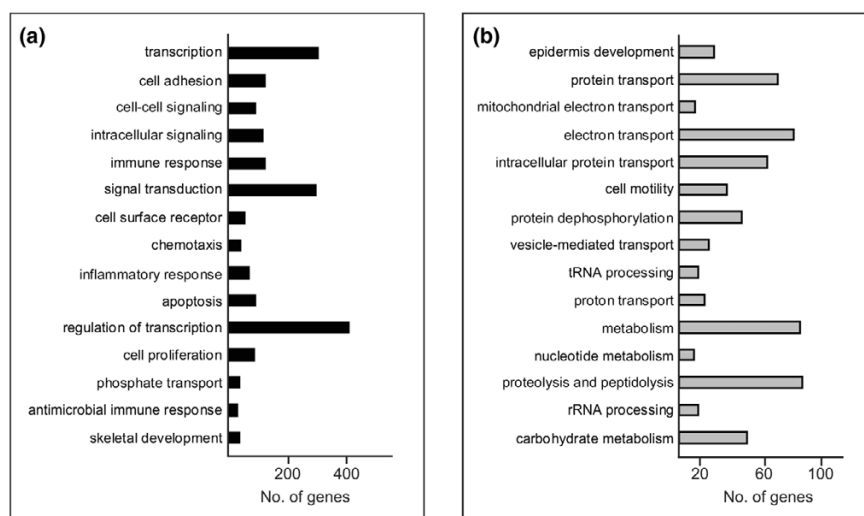 (a)
transcription
cell adhesion
cell-cell signaling
intracellular signaling
immune response
signal transduction
cell surface receptor
chemotaxis
inflammatory response
apoptosis
regulation of transcription
cell proliferation
phosphate transport
antimicrobial immune response
skeletal development
200 400
No. of genes
(b)
epidermis development
protein transport
mitochondrial electron transport
electron transport
intracellular protein transport
cell motility
protein dephosphorylation
vesicle-mediated transport
tRNA processing
proton transport
metabolism
nucleotide metabolism
proteolysis and peptidolysis
rRNA processing
carbohydrate metabolism
20 60 100
No. of genes